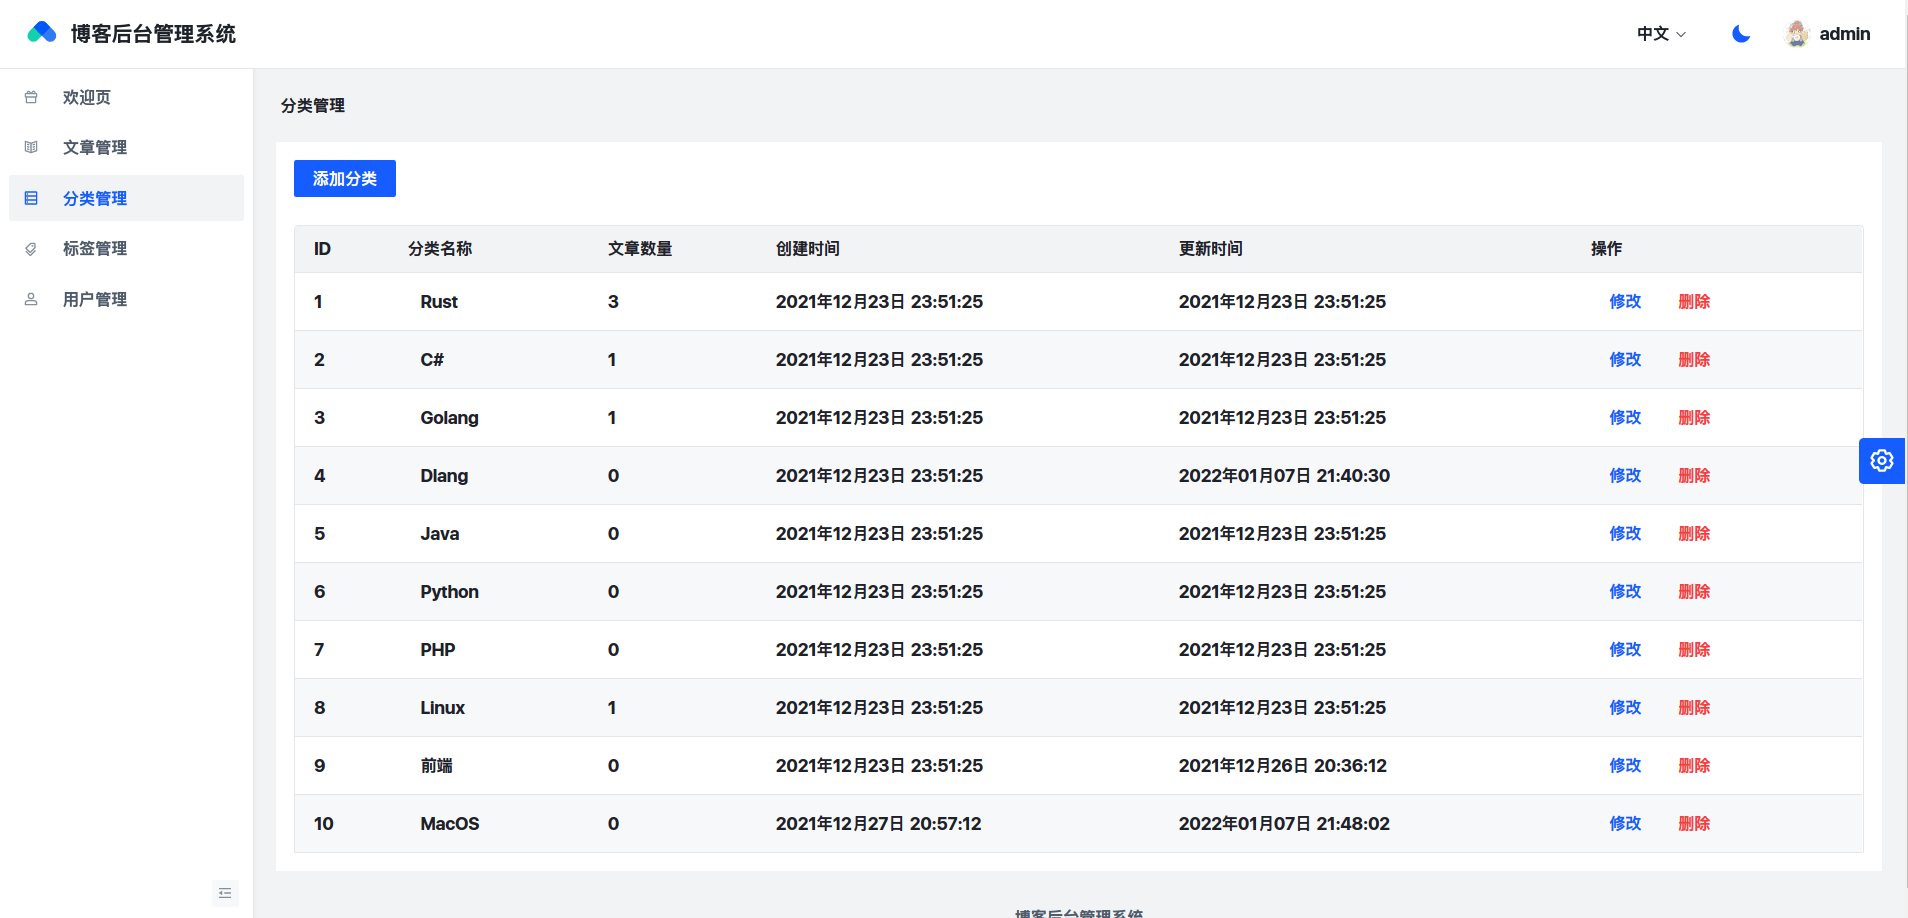 博客后台管理系统
中文
admin
欢迎页
文章管理
分类管理
标签管理
用户管理
分类管理
添加分类
ID 分类名称 文章数量 创建时间 更新时间 操作
1 Rust 3 2021年12月23日 23:51:25 2021年12月23日 23:51:25 修改 删除
2 C# 1 2021年12月23日 23:51:25 2021年12月23日 23:51:25 修改 删除
3 Golang 1 2021年12月23日 23:51:25 2021年12月23日 23:51:25 修改 删除
4 Dlang 0 2021年12月23日 23:51:25 2022年01月07日 21:40:30 修改 删除
5 Java 0 2021年12月23日 23:51:25 2021年12月23日 23:51:25 修改 删除
6 Python 0 2021年12月23日 23:51:25 2021年12月23日 23:51:25 修改 删除
7 PHP 0 2021年12月23日 23:51:25 2021年12月23日 23:51:25 修改 删除
8 Linux 1 2021年12月23日 23:51:25 2021年12月23日 23:51:25 修改 删除
9 前端 0 2021年12月23日 23:51:25 2021年12月26日 20:36:12 修改 删除
10 MacOS 0 2021年12月27日 20:57:12 2022年01月07日 21:48:02 修改 删除
博客后台管理系统